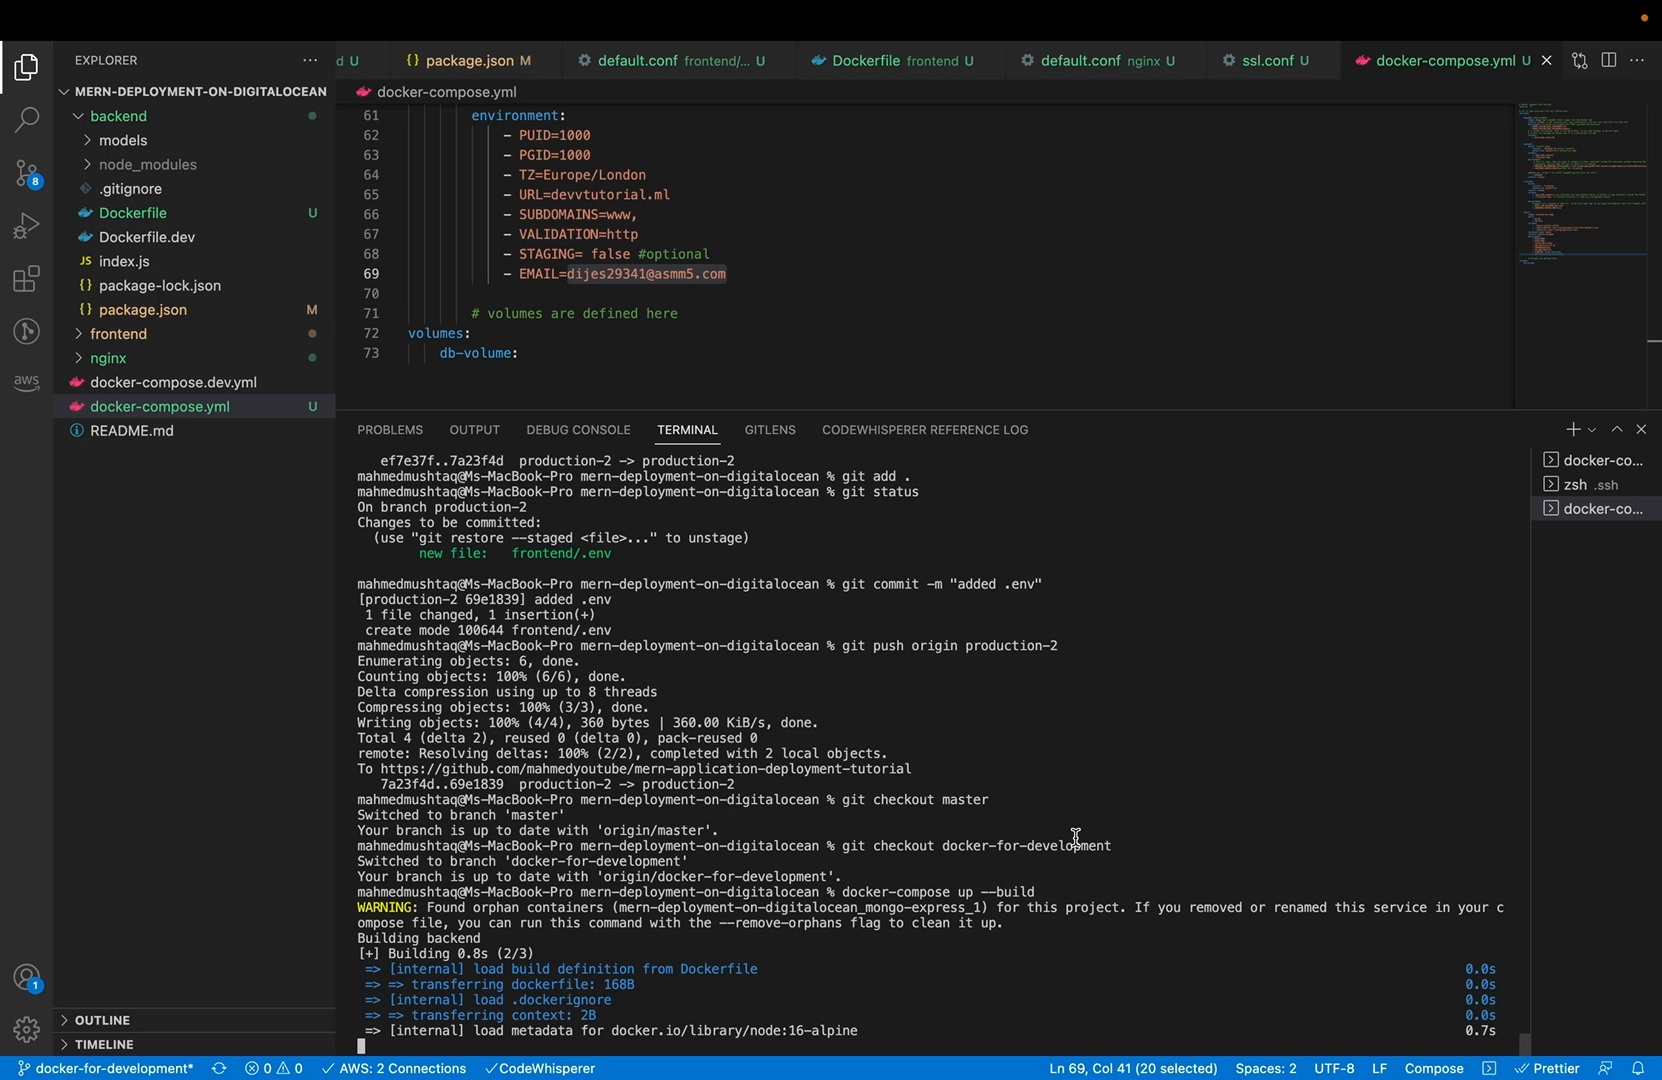 EXPLORER
d U
package.json M
default.conf frontend/... U
Dockerfile frontend U
default.conf nginx U
ssl.conf U
docker-compose.yml U
MERN-DEPLOYMENT-ON-DIGITALOCEAN
backend
models
node_modules
.gitignore
Dockerfile U
Dockerfile.dev
JS index.js
package-lock.json
package.json M
frontend
nginx
docker-compose.dev.yml
docker-compose.yml U
README.md
OUTLINE
TIMELINE
8
aws
1
docker-compose.yml
61 environment:
62 - PUID=1000
63 - PGID=1000
64 - TZ=Europe/London
65 - URL=devvtutorial.ml
66 - SUBDOMAINS=www,
67 - VALIDATION=http
68 - STAGING= false #optional
69 - EMAIL=dijes29341@asmm5.com
70
71 # volumes are defined here
72 volumes:
73 db-volume:
PROBLEMS OUTPUT DEBUG CONSOLE TERMINAL GITLENS CODEWHISPERER REFERENCE LOG
docker-co...
zsh .ssh
docker-co...
ef7e37f..7a23f4d production-2 -> production-2
mahmedmushtaq@Ms-MacBook-Pro mern-deployment-on-digitalocean % git add .
mahmedmushtaq@Ms-MacBook-Pro mern-deployment-on-digitalocean % git status
On branch production-2
Changes to be committed:
(use "git restore --staged <file>..." to unstage)
new file: frontend/.env
mahmedmushtaq@Ms-MacBook-Pro mern-deployment-on-digitalocean % git commit -m "added .env"
[production-2 69e1839] added .env
1 file changed, 1 insertion(+)
create mode 100644 frontend/.env
mahmedmushtaq@Ms-MacBook-Pro mern-deployment-on-digitalocean % git push origin production-2
Enumerating objects: 6, done.
Counting objects: 100% (6/6), done.
Delta compression using up to 8 threads
Compressing objects: 100% (3/3), done.
Writing objects: 100% (4/4), 360 bytes | 360.00 KiB/s, done.
Total 4 (delta 2), reused 0 (delta 0), pack-reused 0
remote: Resolving deltas: 100% (2/2), completed with 2 local objects.
To https://github.com/mahmedyoutube/mern-application-deployment-tutorial
7a23f4d..69e1839 production-2 -> production-2
mahmedmushtaq@Ms-MacBook-Pro mern-deployment-on-digitalocean % git checkout master
Switched to branch 'master'
Your branch is up to date with 'origin/master'.
mahmedmushtaq@Ms-MacBook-Pro mern-deployment-on-digitalocean % git checkout docker-for-development
Switched to branch 'docker-for-development'
Your branch is up to date with 'origin/docker-for-development'.
mahmedmushtaq@Ms-MacBook-Pro mern-deployment-on-digitalocean % docker-compose up --build
WARNING: Found orphan containers (mern-deployment-on-digitalocean_mongo-express_1) for this project. If you removed or renamed this service in your c
ompose file, you can run this command with the --remove-orphans flag to clean it up.
Building backend
[+] Building 0.8s (2/3)
=> [internal] load build definition from Dockerfile 0.0s
=> => transferring dockerfile: 168B 0.0s
=> [internal] load .dockerignore 0.0s
=> => transferring context: 2B 0.0s
=> [internal] load metadata for docker.io/library/node:16-alpine 0.7s
docker-for-development* 0 0 AWS: 2 Connections CodeWhisperer Ln 69, Col 41 (20 selected) Spaces: 2 UTF-8 LF Compose Prettier